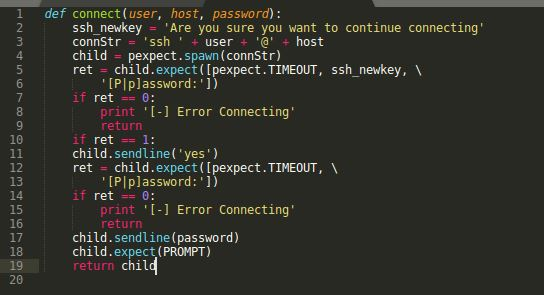 1 def connect(user, host, password):
2     ssh_newkey = 'Are you sure you want to continue connecting'
3     connStr = 'ssh ' + user + '@' + host
4     child = pexpect.spawn(connStr)
5     ret = child.expect([pexpect.TIMEOUT, ssh_newkey, \
6         '[P|p]assword:'])
7     if ret == 0:
8         print '[-] Error Connecting'
9         return
10     if ret == 1:
11     child.sendline('yes')
12     ret = child.expect([pexpect.TIMEOUT, \
13         '[P|p]assword:'])
14     if ret == 0:
15         print '[-] Error Connecting'
16         return
17     child.sendline(password)
18     child.expect(PROMPT)
19     return child
20